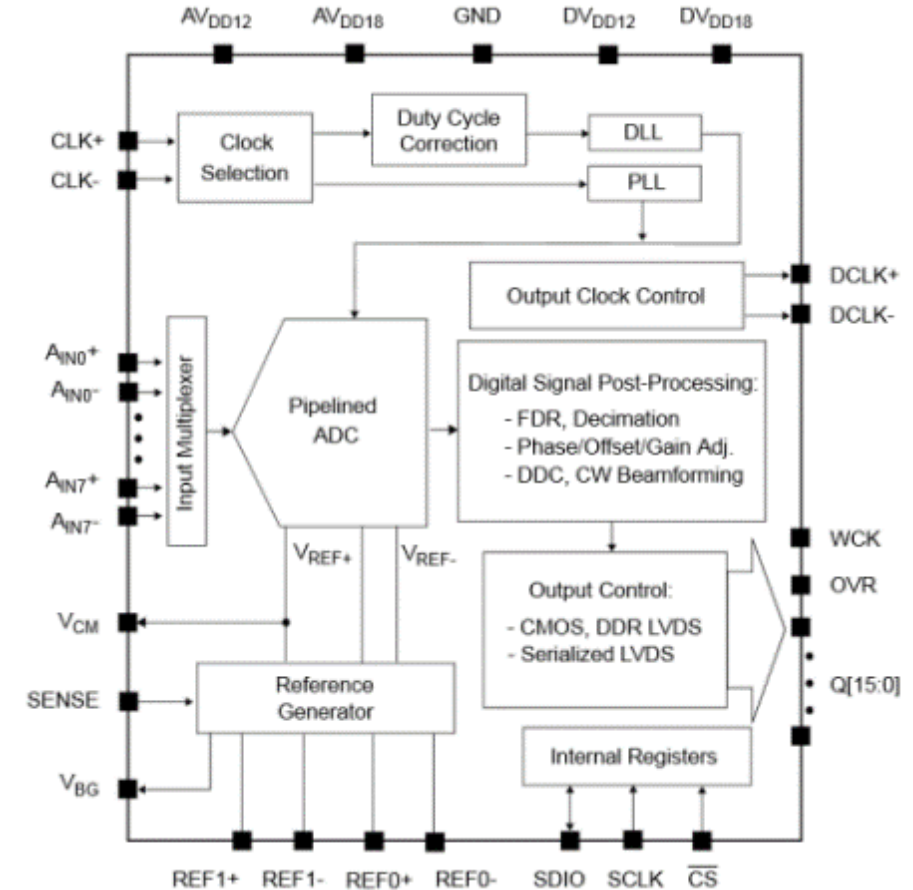 AVDD12 AVDD18 GND DVDD12 DVDD18
CLK+
CLK-
Clock
Selection
Duty Cycle
Correction
DLL
PLL
Output Clock Control
DCLK+
DCLK-
AIN0+
AIN0-
AIN7+
AIN7-
Input Multiplexer
Pipelined
ADC
Digital Signal Post-Processing:
- FDR, Decimation
- Phase/Offset/Gain Adj.
- DDC, CW Beamforming
VREF+
VREF-
Output Control:
- CMOS, DDR LVDS
- Serialized LVDS
WCK
OVR
Q[15:0]
VCM
SENSE
VBG
Reference
Generator
Internal Registers
REF1+ REF1- REF0+ REF0- SDIO SCLK C̅S̅